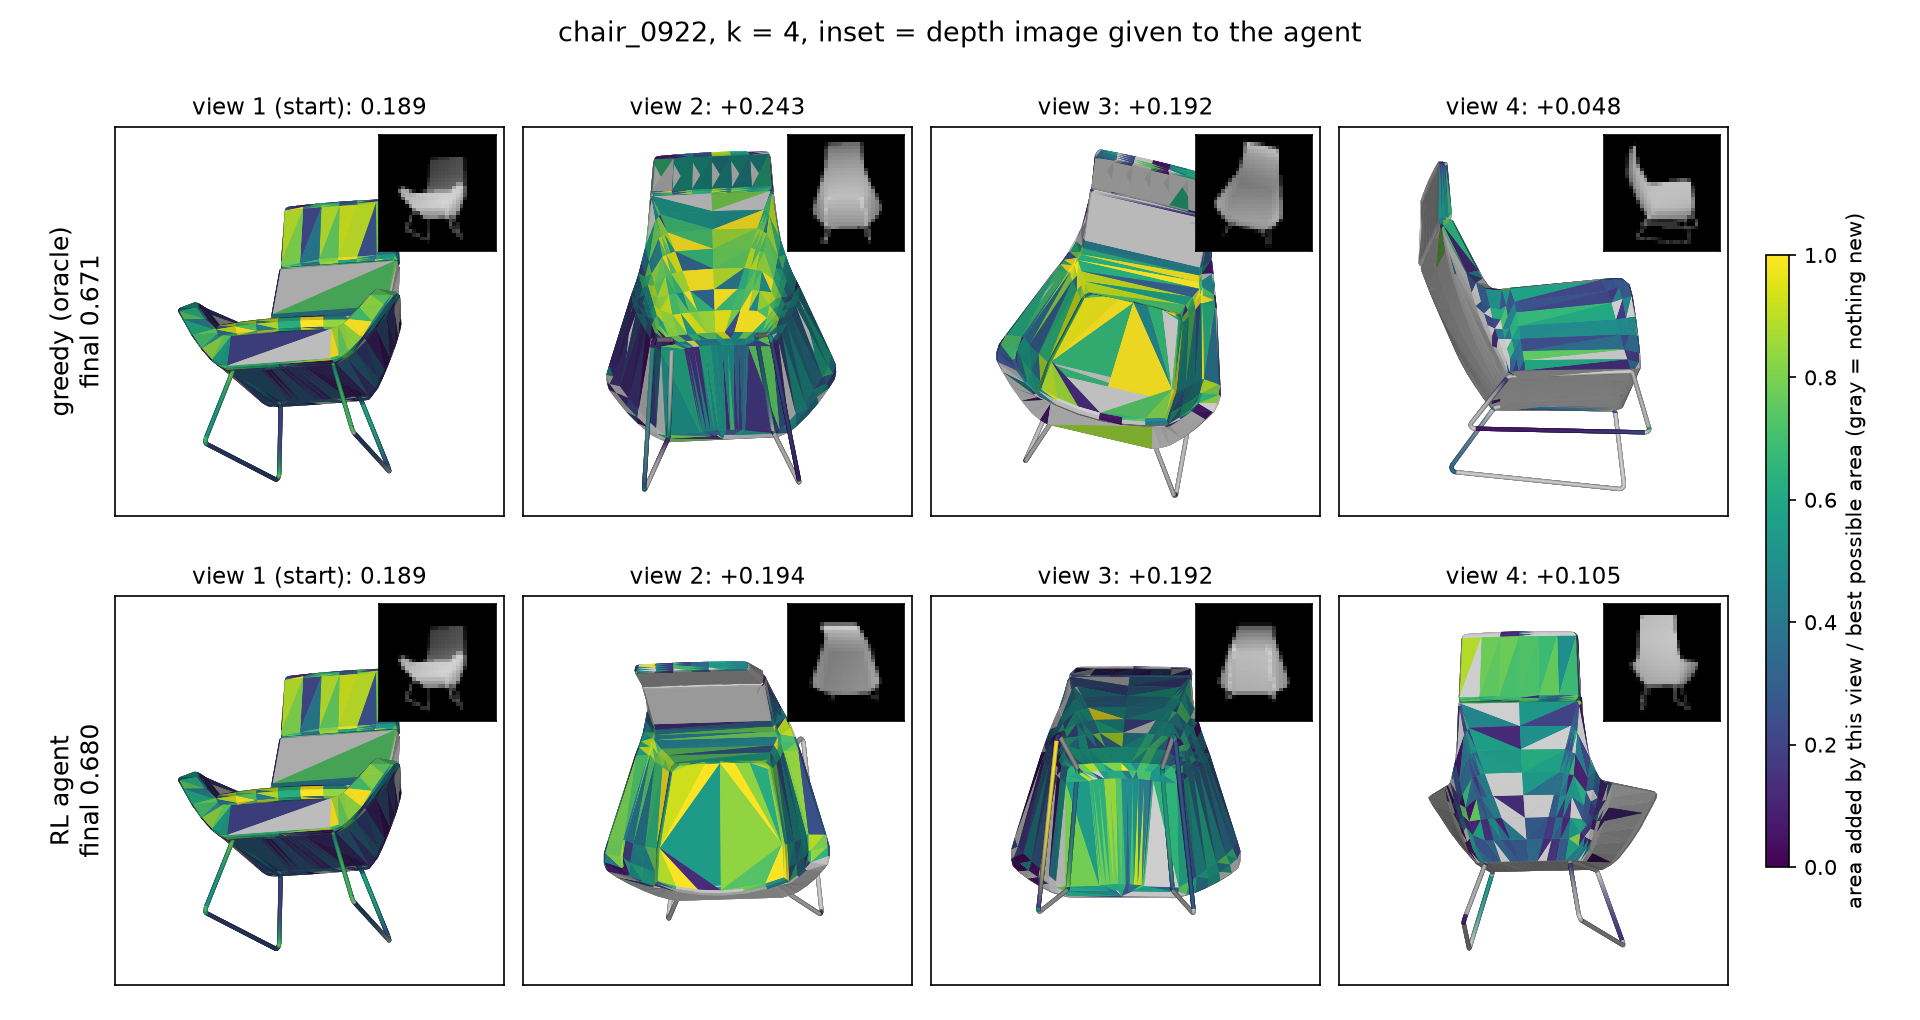 chair_0922, k = 4, inset = depth image given to the agent
view 1 (start): 0.189
view 2: +0.243
view 3: +0.192
view 4: +0.048
greedy (oracle)
final 0.671
view 1 (start): 0.189
view 2: +0.194
view 3: +0.192
view 4: +0.105
RL agent
final 0.680
1.0
0.8
0.6
0.4
0.2
0.0
area added by this view / best possible area (gray = nothing new)